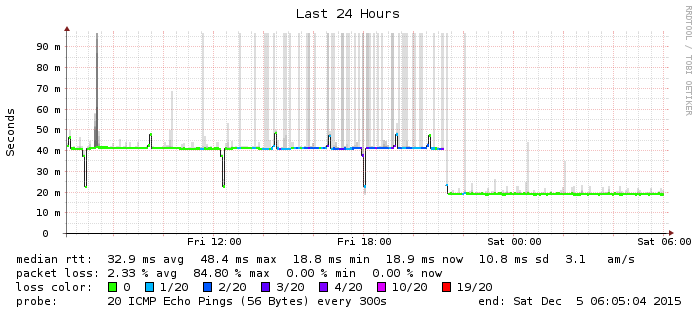 Last 24 Hours
RRDTOOL / TOBI OETIKER
Seconds
90 m
80 m
70 m
60 m
50 m
40 m
30 m
20 m
10 m
0
Fri 12:00 Fri 18:00 Sat 00:00 Sat 06:00
median rtt: 32.9 ms avg 48.4 ms max 18.8 ms min 18.9 ms now 10.8 ms sd 3.1 am/s
packet loss: 2.33 % avg 84.80 % max 0.00 % min 0.00 % now
loss color: 0 1/20 2/20 3/20 4/20 10/20 19/20
probe: 20 ICMP Echo Pings (56 Bytes) every 300s end: Sat Dec 5 06:05:04 2015